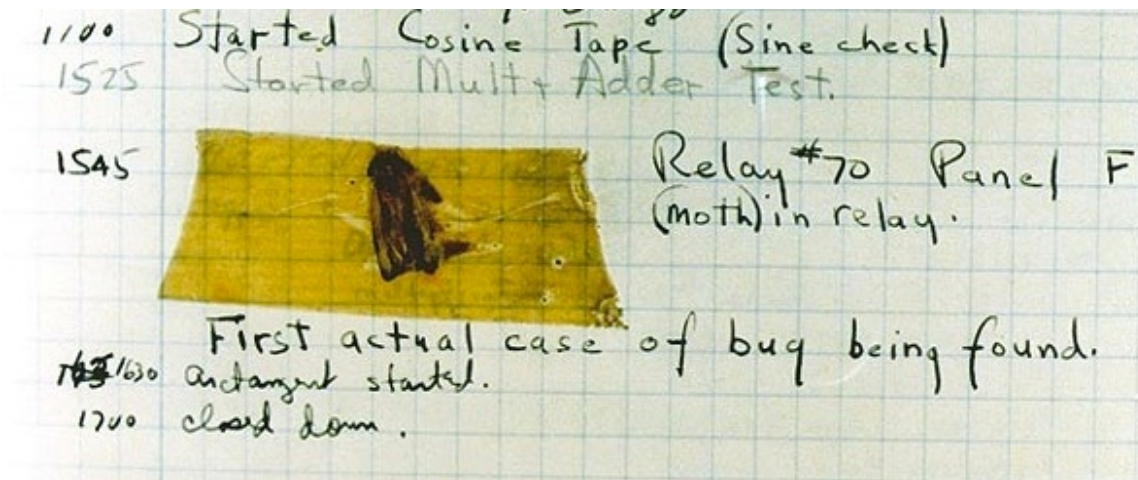 1100 Started Cosine Tape (Sine check)
1525 Started Mult + Adder Test.
1545 Relay #70 Panel F
(moth) in relay.
First actual case of bug being found.
1630 arctangent started.
1700 closed down.